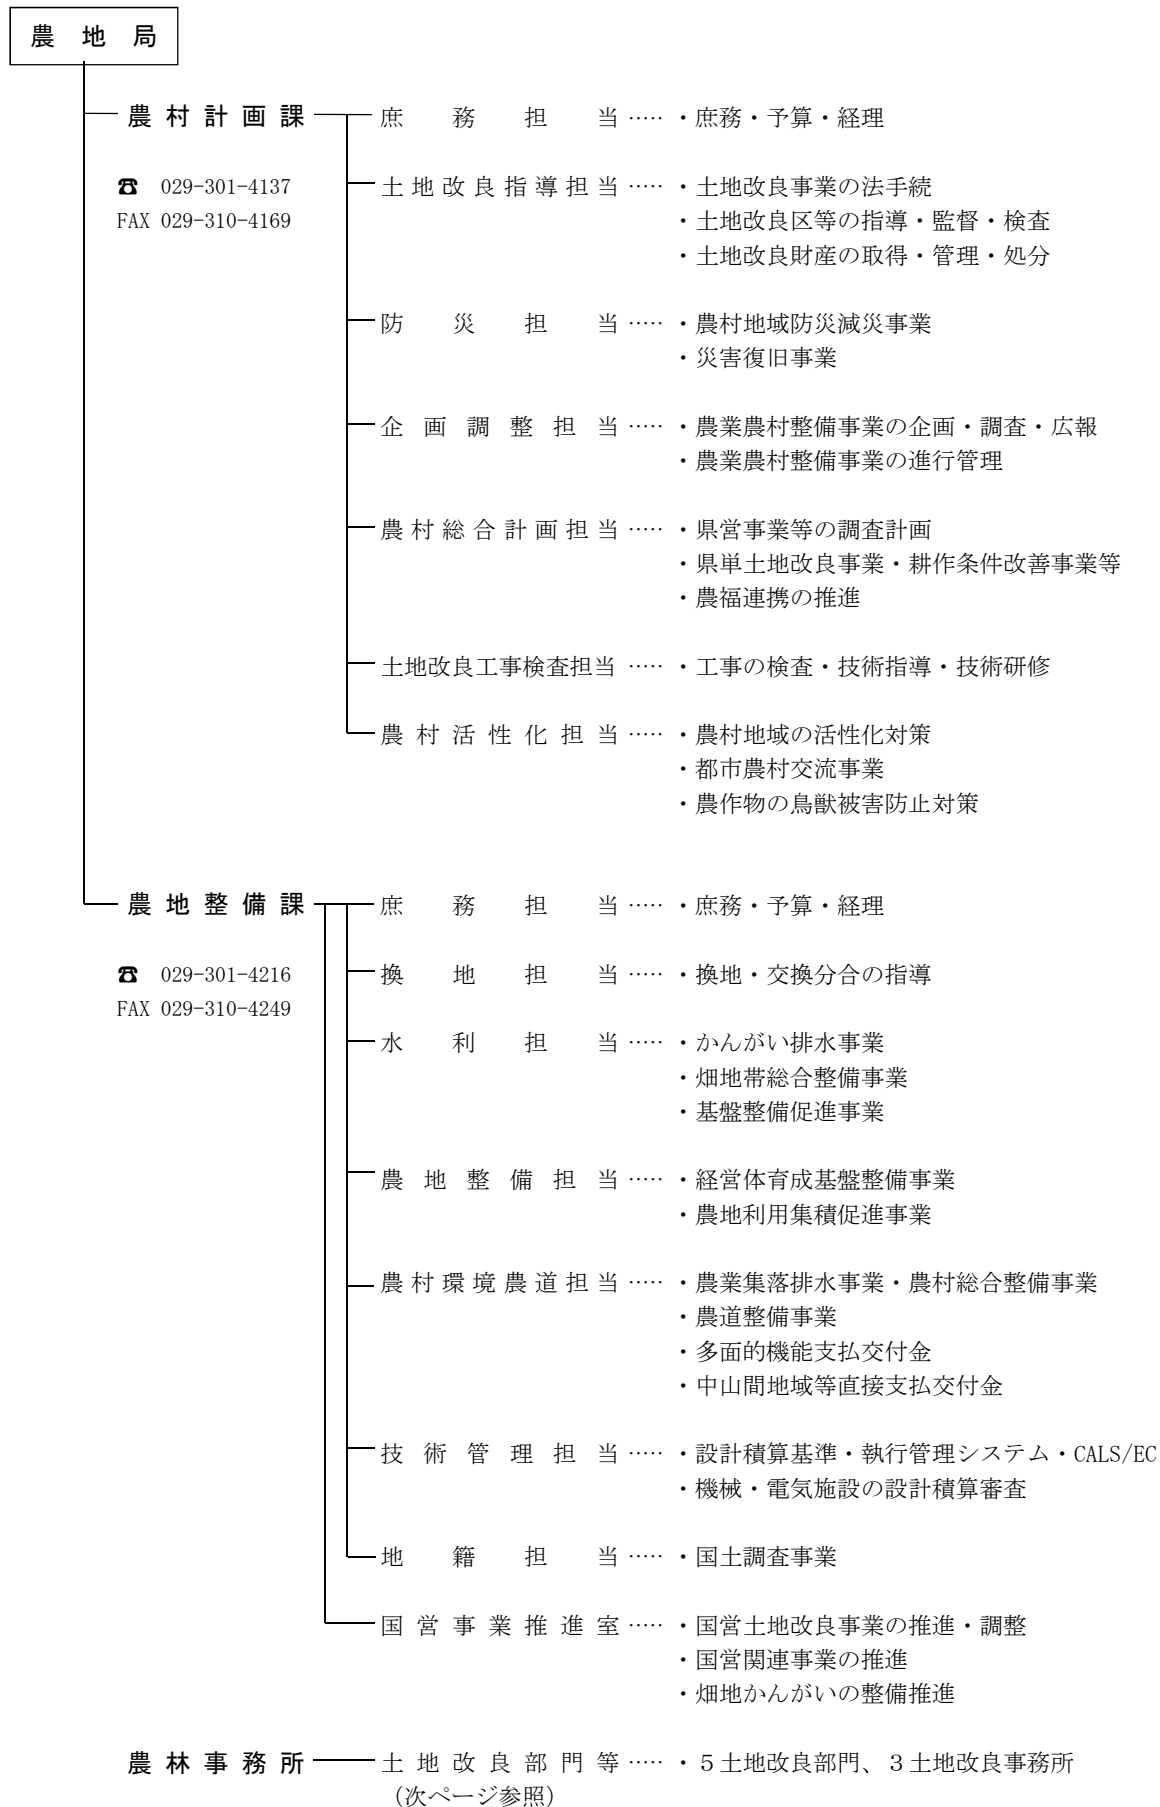 農地局
農村計画課 庶務担当 ‥‥‥ ・庶務・予算・経理
☎ 029-301-4137 土地改良指導担当 ‥‥‥ ・土地改良事業の法手続
FAX 029-310-4169 ・土地改良区等の指導・監督・検査
・土地改良財産の取得・管理・処分
防災担当 ‥‥‥ ・農村地域防災減災事業
・災害復旧事業
企画調整担当 ‥‥‥ ・農業農村整備事業の企画・調査・広報
・農業農村整備事業の進行管理
農村総合計画担当 ‥‥‥ ・県営事業等の調査計画
・県単土地改良事業・耕作条件改善事業等
・農福連携の推進
土地改良工事検査担当 ‥‥‥ ・工事の検査・技術指導・技術研修
農村活性化担当 ‥‥‥ ・農村地域の活性化対策
・都市農村交流事業
・農作物の鳥獣被害防止対策
農地整備課 庶務担当 ‥‥‥ ・庶務・予算・経理
☎ 029-301-4216 換地担当 ‥‥‥ ・換地・交換分合の指導
FAX 029-310-4249
水利担当 ‥‥‥ ・かんがい排水事業
・畑地帯総合整備事業
・基盤整備促進事業
農地整備担当 ‥‥‥ ・経営体育成基盤整備事業
・農地利用集積促進事業
農村環境農道担当 ‥‥‥ ・農業集落排水事業・農村総合整備事業
・農道整備事業
・多面的機能支払交付金
・中山間地域等直接支払交付金
技術管理担当 ‥‥‥ ・設計積算基準・執行管理システム・CALS/EC
・機械・電気施設の設計積算審査
地籍担当 ‥‥‥ ・国土調査事業
国営事業推進室 ‥‥‥ ・国営土地改良事業の推進・調整
・国営関連事業の推進
・畑地かんがいの整備推進
農林事務所 土地改良部門等 ‥‥‥ ・５土地改良部門、３土地改良事務所
（次ページ参照）